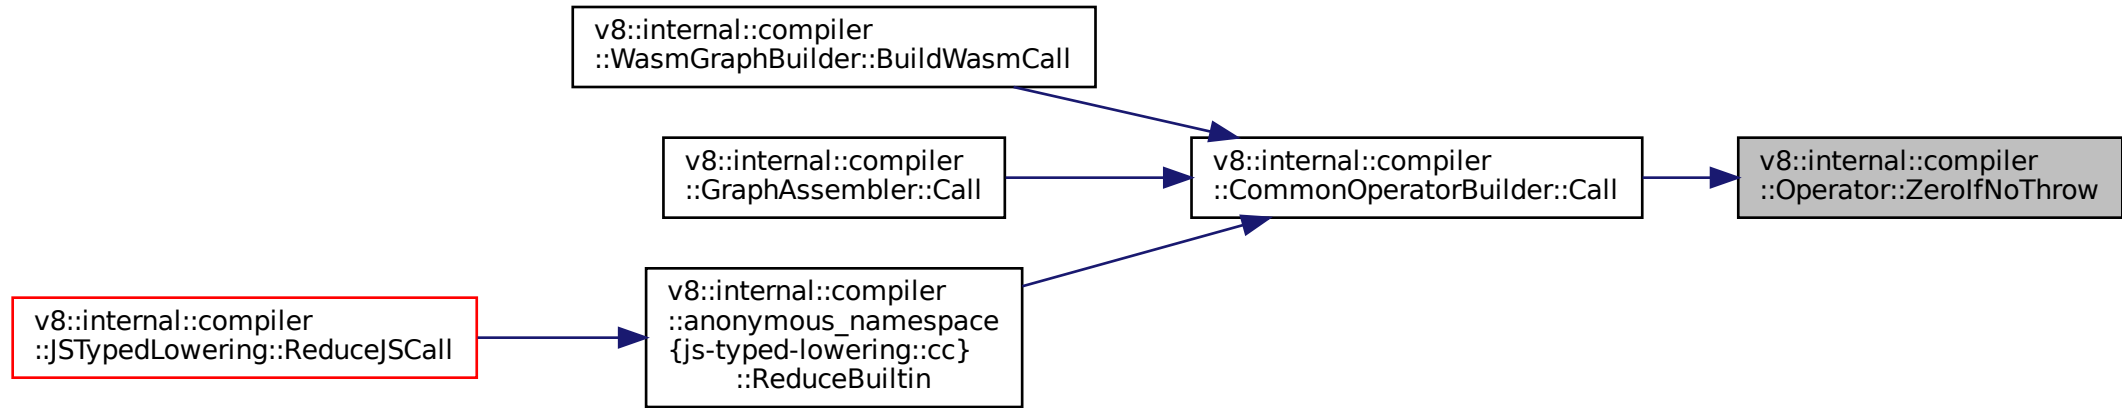 v8::internal::compiler
::WasmGraphBuilder::BuildWasmCall
v8::internal::compiler
::GraphAssembler::Call
v8::internal::compiler
::CommonOperatorBuilder::Call
v8::internal::compiler
::Operator::ZeroIfNoThrow
v8::internal::compiler
::anonymous_namespace
{js-typed-lowering::cc}
::ReduceBuiltin
v8::internal::compiler
::JSTypedLowering::ReduceJSCall